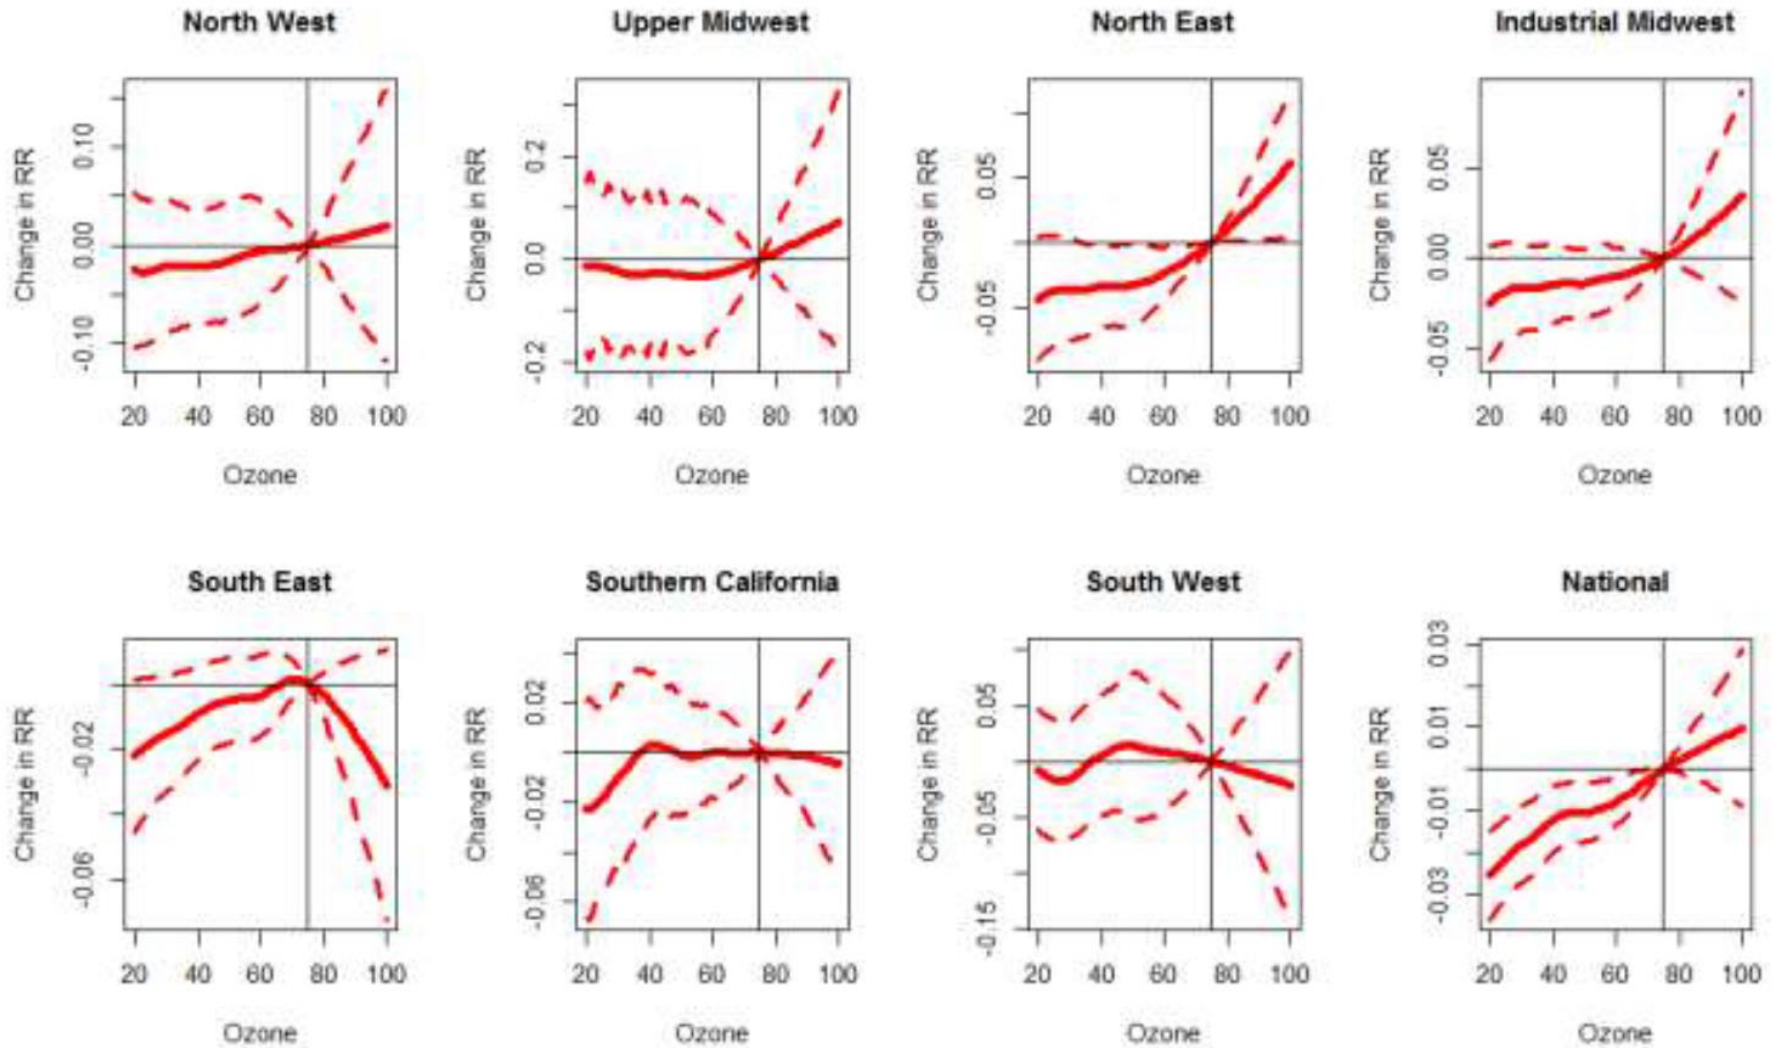 North West
Upper Midwest
North East
Industrial Midwest
Change in RR
0.10
0.00
-0.10
20 40 60 80 100
Ozone
Change in RR
0.2
0.0
-0.2
20 40 60 80 100
Ozone
Change in RR
0.05
-0.05
20 40 60 80 100
Ozone
Change in RR
0.05
0.00
-0.05
20 40 60 80 100
Ozone
South East
Southern California
South West
National
Change in RR
-0.02
-0.06
20 40 60 80 100
Ozone
Change in RR
0.02
-0.02
-0.06
20 40 60 80 100
Ozone
Change in RR
0.05
-0.05
-0.15
20 40 60 80 100
Ozone
Change in RR
0.03
0.01
-0.01
-0.03
20 40 60 80 100
Ozone